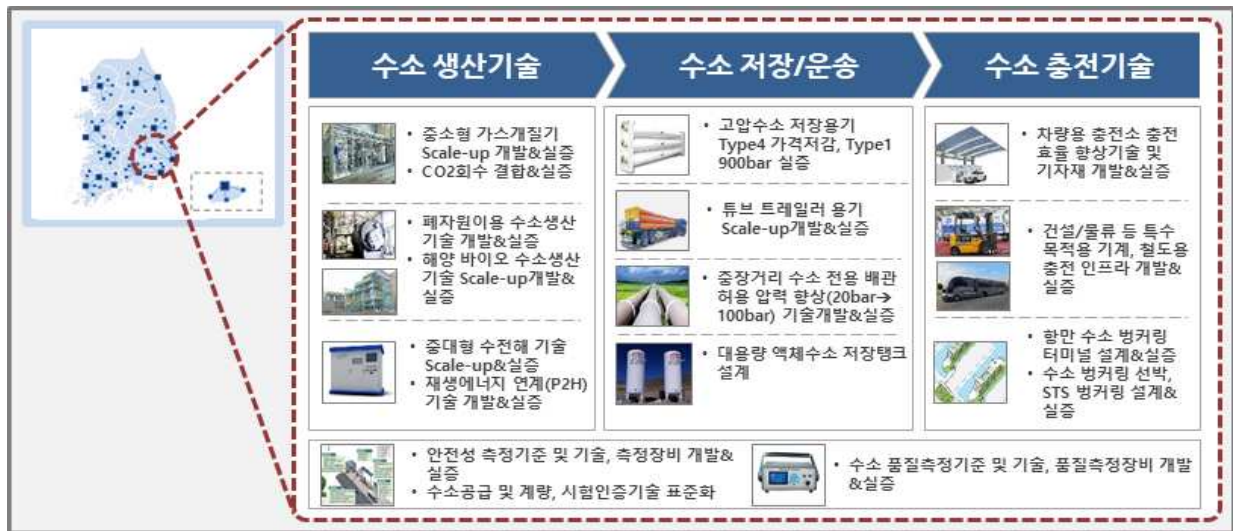 수소 생산기술
수소 저장/운송
수소 충전기술
• 중소형 가스개질기
Scale-up 개발&실증
• CO2회수 결합&실증
• 폐자원이용 수소생산
기술 개발&실증
• 해양 바이오 수소생산
기술 Scale-up개발&
실증
• 중대형 수전해 기술
Scale-up&실증
• 재생에너지 연계(P2H)
기술 개발&실증
• 고압수소 저장용기
Type4 가격저감, Type1
900bar 실증
• 튜브 트레일러 용기
Scale-up개발&실증
• 중장거리 수소 전용 배관
허용 압력 향상(20bar→
100bar) 기술개발&실증
• 대용량 액체수소 저장탱크
설계
• 차량용 충전소 충전
효율 향상기술 및
기자재 개발&실증
• 건설/물류 등 특수
목적용 기계, 철도용
충전 인프라 개발&
실증
• 항만 수소 벙커링
터미널 설계&실증
• 수소 벙커링 선박,
STS 벙커링 설계&
실증
• 안전성 측정기준 및 기술, 측정장비 개발&
실증
• 수소공급 및 계량, 시험인증기술 표준화
• 수소 품질측정기준 및 기술, 품질측정장비 개발
&실증